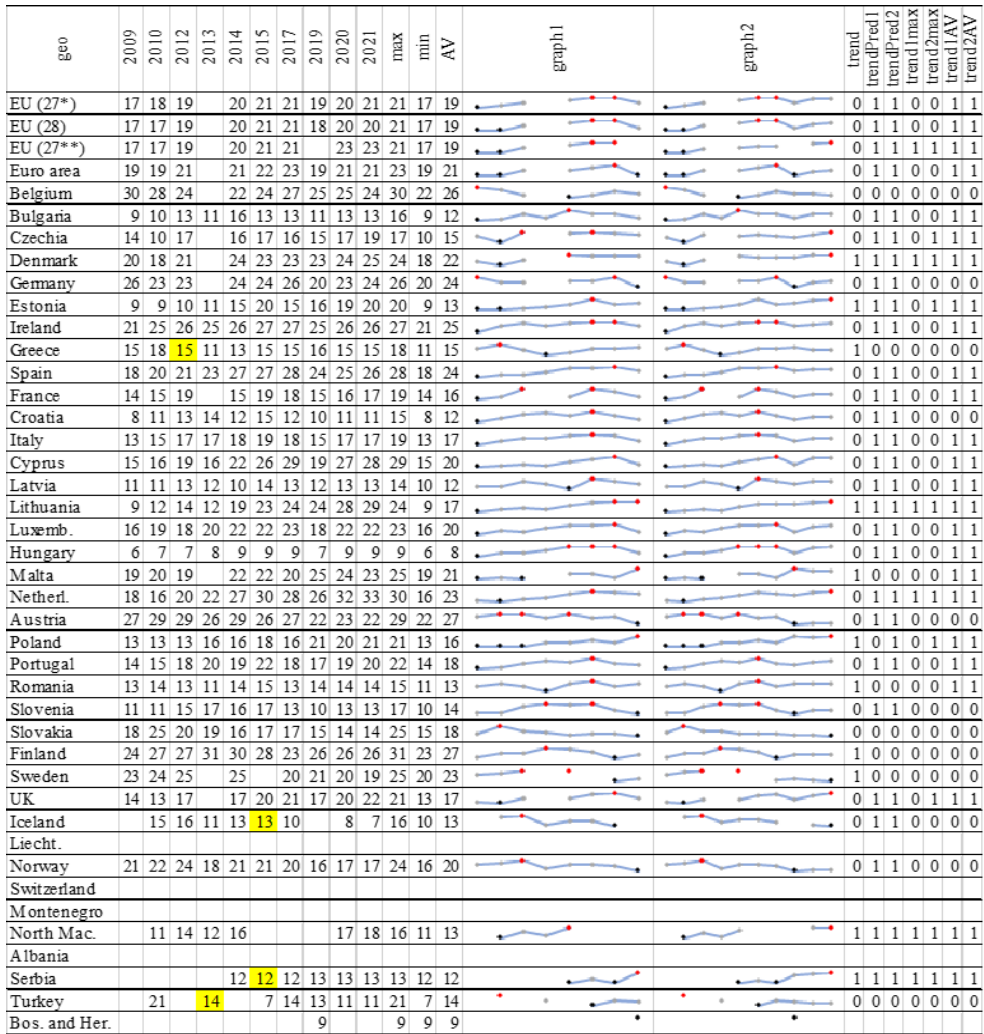 geo 2009 2010 2012 2013 2014 2015 2017 2019 2020 2021 max min AV graph1 graph2 trend trendPred1 trendPred2 trend1max trend2max trend1AV trend2AV
EU (27*) 17 18 19 20 21 21 19 20 21 21 17 19 0 1 1 0 0 1 1
EU (28) 17 17 19 20 21 21 18 20 20 21 17 19 0 1 1 0 0 1 1
EU (27**) 17 17 19 20 21 21 23 23 21 17 19 0 1 1 1 1 1 1
Euro area 19 19 21 21 22 23 19 21 21 23 19 21 0 1 1 0 0 1 1
Belgium 30 28 24 22 24 27 25 25 24 30 22 26 0 0 0 0 0 0 0
Bulgaria 9 10 13 11 16 13 13 11 13 13 16 9 12 0 1 1 0 0 1 1
Czechia 14 10 17 16 17 16 15 17 19 17 10 15 0 1 1 0 1 1 1
Denmark 20 18 21 24 23 23 23 24 25 24 18 22 1 1 1 1 1 1 1
Germany 26 23 23 24 24 26 20 23 24 26 20 24 0 1 1 0 0 0 0
Estonia 9 9 10 11 15 20 15 16 19 20 20 9 13 1 1 1 0 1 1 1
Ireland 21 25 26 25 26 27 27 25 26 26 27 21 25 0 1 1 0 0 1 1
Greece 15 18 15 11 13 15 15 16 15 15 18 11 15 1 0 0 0 0 0 0
Spain 18 20 21 23 27 27 28 24 25 26 28 18 24 0 1 1 0 0 1 1
France 14 15 19 15 19 18 15 16 17 19 14 16 0 1 1 0 0 1 1
Croatia 8 11 13 14 12 15 12 10 11 11 15 8 12 0 1 1 0 0 0 0
Italy 13 15 17 17 18 19 18 15 17 17 19 13 17 0 1 1 0 0 1 1
Cyprus 15 16 19 16 22 26 29 19 27 28 29 15 20 0 1 1 0 0 1 1
Latvia 11 11 13 12 10 14 13 12 13 13 14 10 12 0 1 1 0 0 1 1
Lithuania 9 12 14 12 19 23 24 24 28 29 24 9 17 1 1 1 1 1 1 1
Luxemb. 16 19 18 20 22 22 23 18 22 22 23 16 20 0 1 1 0 0 1 1
Hungary 6 7 7 8 9 9 9 7 9 9 9 6 8 0 1 1 0 0 1 1
Malta 19 20 19 22 22 20 25 24 23 25 19 21 1 0 0 0 0 1 1
Netherl. 18 16 20 22 27 30 28 26 32 33 30 16 23 0 1 1 1 1 1 1
Austria 27 29 29 26 29 26 27 22 23 22 29 22 27 0 1 1 0 0 0 0
Poland 13 13 13 16 16 18 16 21 20 21 21 13 16 1 0 1 0 1 1 1
Portugal 14 15 18 20 19 22 18 17 19 20 22 14 18 0 1 1 0 0 1 1
Romania 13 14 13 11 14 15 13 14 14 14 15 11 13 1 0 0 0 0 1 1
Slovenia 11 11 15 17 16 17 13 10 13 13 17 10 14 0 1 1 0 0 0 0
Slovakia 18 25 20 19 16 17 17 15 14 14 25 15 18 0 0 0 0 0 0 0
Finland 24 27 27 31 30 28 23 26 26 26 31 23 27 1 0 0 0 0 0 0
Sweden 23 24 25 25 20 21 20 19 25 20 23 1 0 0 0 0 0 0
UK 14 13 17 17 20 21 17 20 22 21 13 17 0 1 1 0 1 1 1
Iceland 15 16 11 13 13 10 8 7 16 10 13 0 1 1 0 0 0 0
Liecht.
Norway 21 22 24 18 21 21 20 16 17 17 24 16 20 0 1 1 0 0 0 0
Switzerland
Montenegro
North Mac. 11 14 12 16 17 18 16 11 13 1 1 1 1 1 1 1
Albania
Serbia 12 12 12 13 13 13 13 12 12 1 1 1 1 1 1 1
Turkey 21 14 7 14 13 11 11 21 7 14 0 0 0 0 0 0 0
Bos. and Her. 9 9 9 9